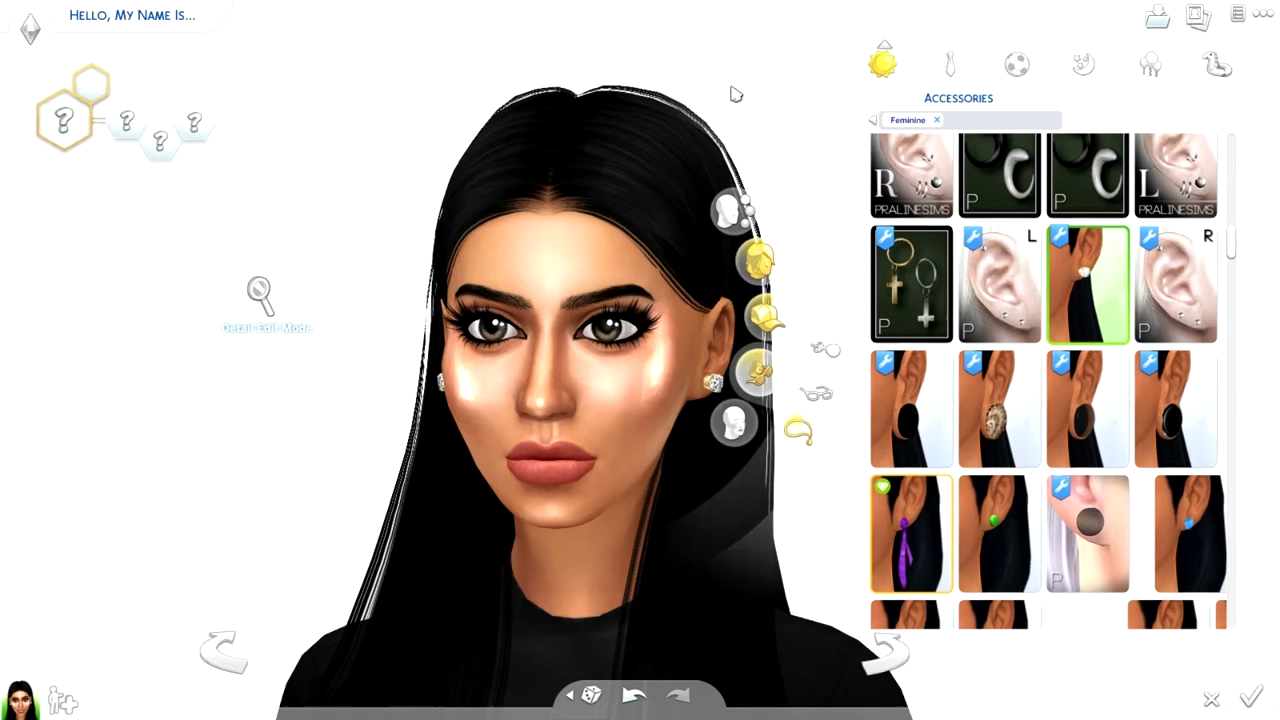 Hello, My Name Is...
Accessories
Feminine
R
PRALINESIMS
P
P
L
PRALINESIMS
P
L
P
R
P
Detail Edit Mode
P